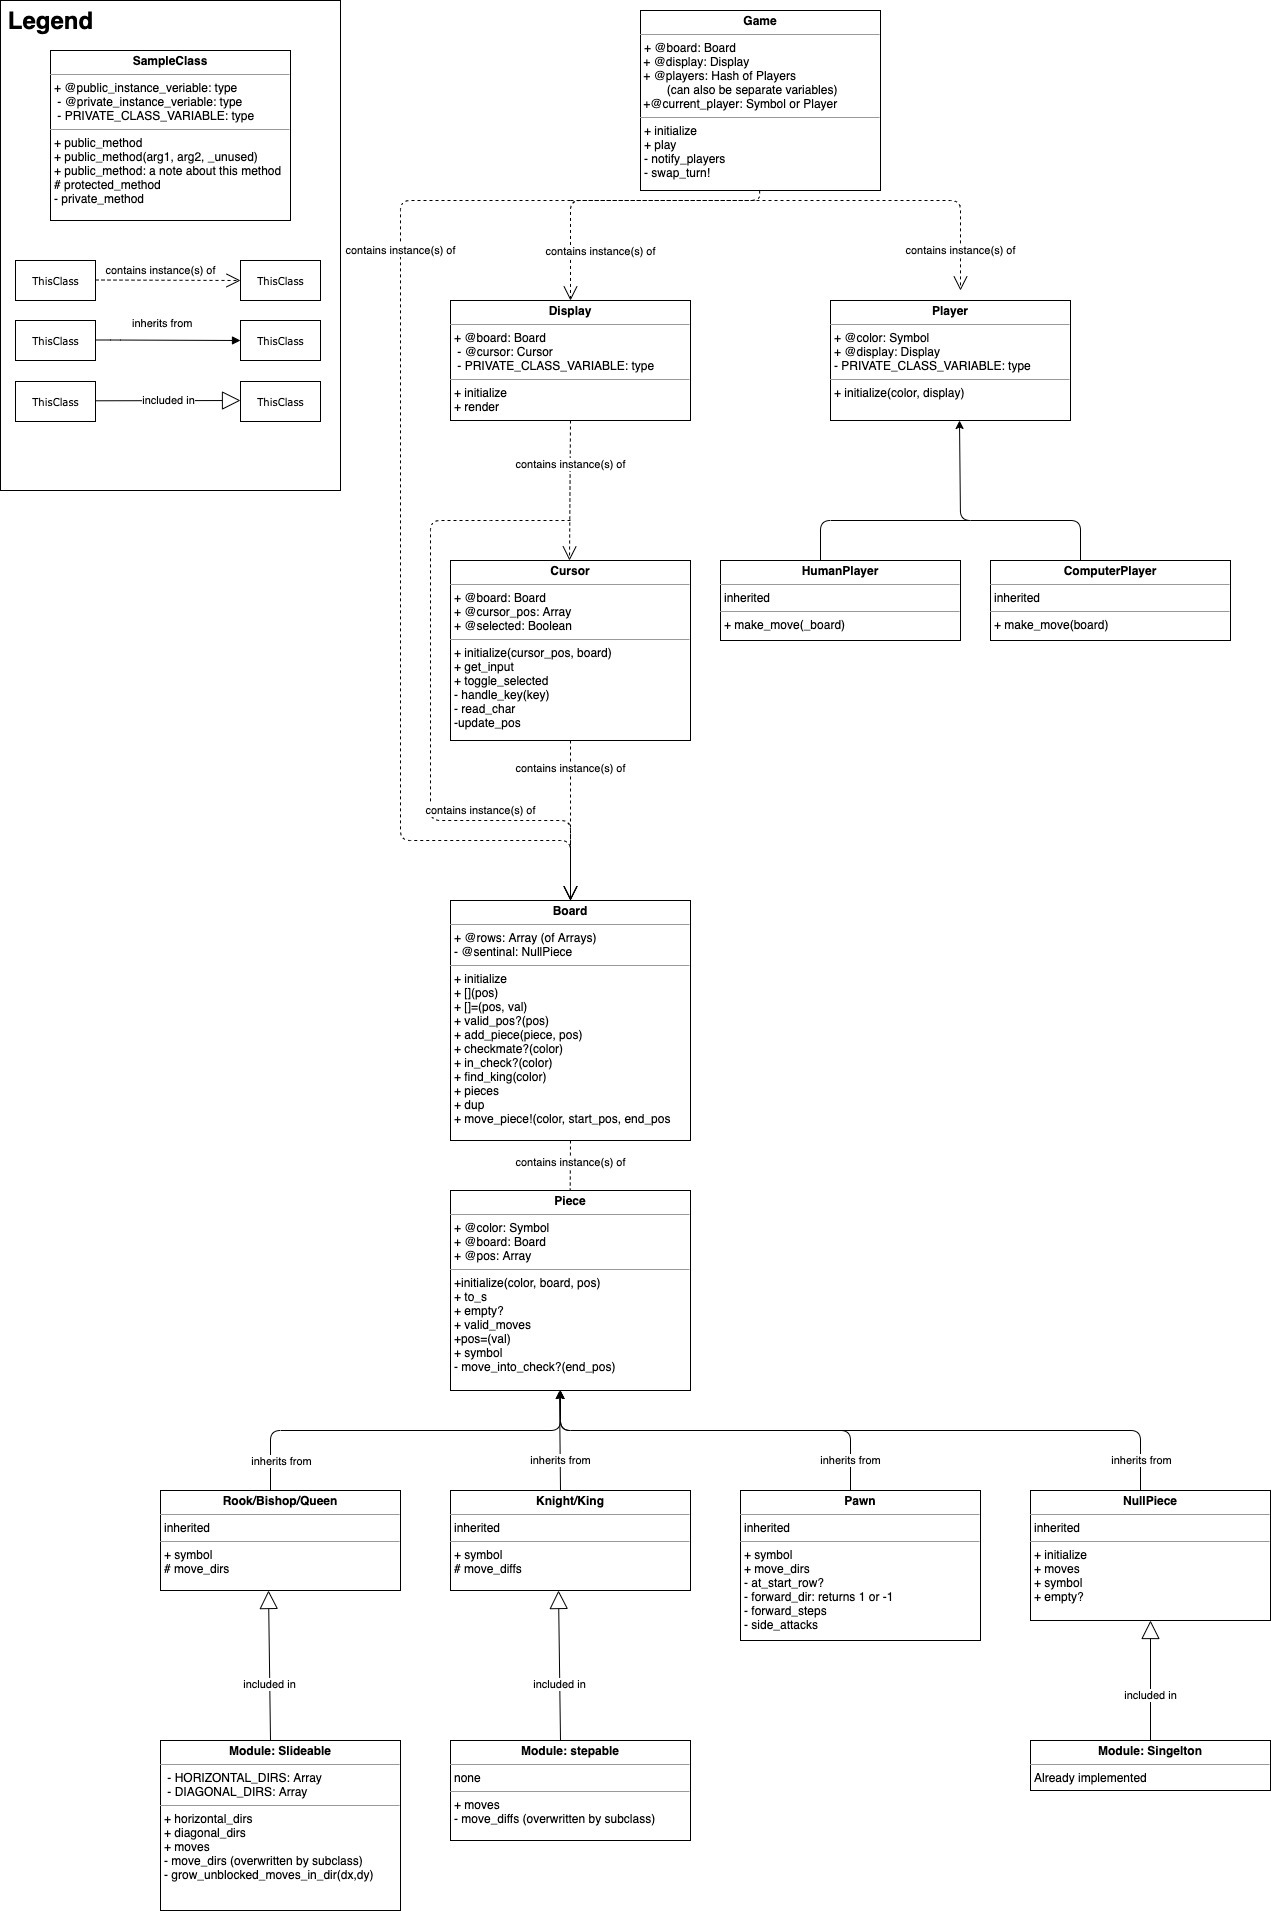 Legend
SampleClass
+ @public_instance_veriable: type
- @private_instance_veriable: type
- PRIVATE_CLASS_VARIABLE: type
+ public_method
+ public_method(arg1, arg2, _unused)
+ public_method: a note about this method
# protected_method
- private_method
ThisClass
contains instance(s) of
ThisClass
ThisClass
inherits from
ThisClass
ThisClass
included in
ThisClass
Game
+ @board: Board
+ @display: Display
+ @players: Hash of Players
(can also be separate variables)
+@current_player: Symbol or Player
+ initialize
+ play
- notify_players
- swap_turn!
contains instance(s) of
contains instance(s) of
contains instance(s) of
Display
+ @board: Board
- @cursor: Cursor
- PRIVATE_CLASS_VARIABLE: type
+ initialize
+ render
Player
+ @color: Symbol
+ @display: Display
- PRIVATE_CLASS_VARIABLE: type
+ initialize(color, display)
contains instance(s) of
Cursor
+ @board: Board
+ @cursor_pos: Array
+ @selected: Boolean
+ initialize(cursor_pos, board)
+ get_input
+ toggle_selected
- handle_key(key)
- read_char
-update_pos
HumanPlayer
inherited
+ make_move(_board)
ComputerPlayer
inherited
+ make_move(board)
contains instance(s) of
contains instance(s) of
Board
+ @rows: Array (of Arrays)
- @sentinal: NullPiece
+ initialize
+ [](pos)
+ []=(pos, val)
+ valid_pos?(pos)
+ add_piece(piece, pos)
+ checkmate?(color)
+ in_check?(color)
+ find_king(color)
+ pieces
+ dup
+ move_piece!(color, start_pos, end_pos
contains instance(s) of
Piece
+ @color: Symbol
+ @board: Board
+ @pos: Array
+initialize(color, board, pos)
+ to_s
+ empty?
+ valid_moves
+pos=(val)
+ symbol
- move_into_check?(end_pos)
inherits from
inherits from
inherits from
inherits from
Rook/Bishop/Queen
inherited
+ symbol
# move_dirs
Knight/King
inherited
+ symbol
# move_diffs
Pawn
inherited
+ symbol
+ move_dirs
- at_start_row?
- forward_dir: returns 1 or -1
- forward_steps
- side_attacks
NullPiece
inherited
+ initialize
+ moves
+ symbol
+ empty?
included in
included in
included in
Module: Slideable
- HORIZONTAL_DIRS: Array
- DIAGONAL_DIRS: Array
+ horizontal_dirs
+ diagonal_dirs
+ moves
- move_dirs (overwritten by subclass)
- grow_unblocked_moves_in_dir(dx,dy)
Module: stepable
none
+ moves
- move_diffs (overwritten by subclass)
Module: Singelton
Already implemented